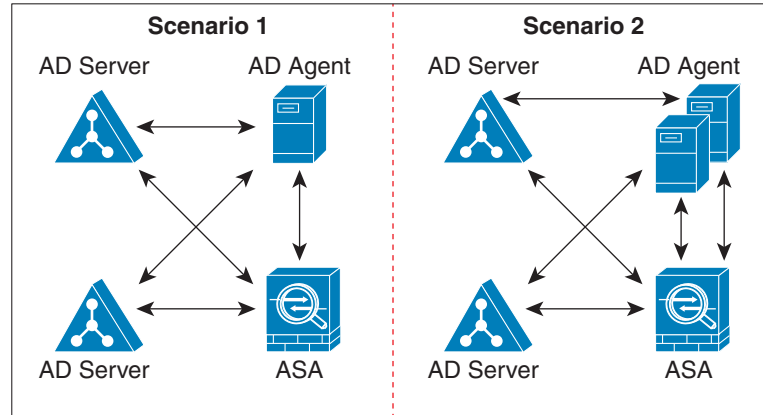 Scenario 1
AD Server
AD Agent
AD Server
ASA
Scenario 2
AD Server
AD Agent
AD Server
ASA